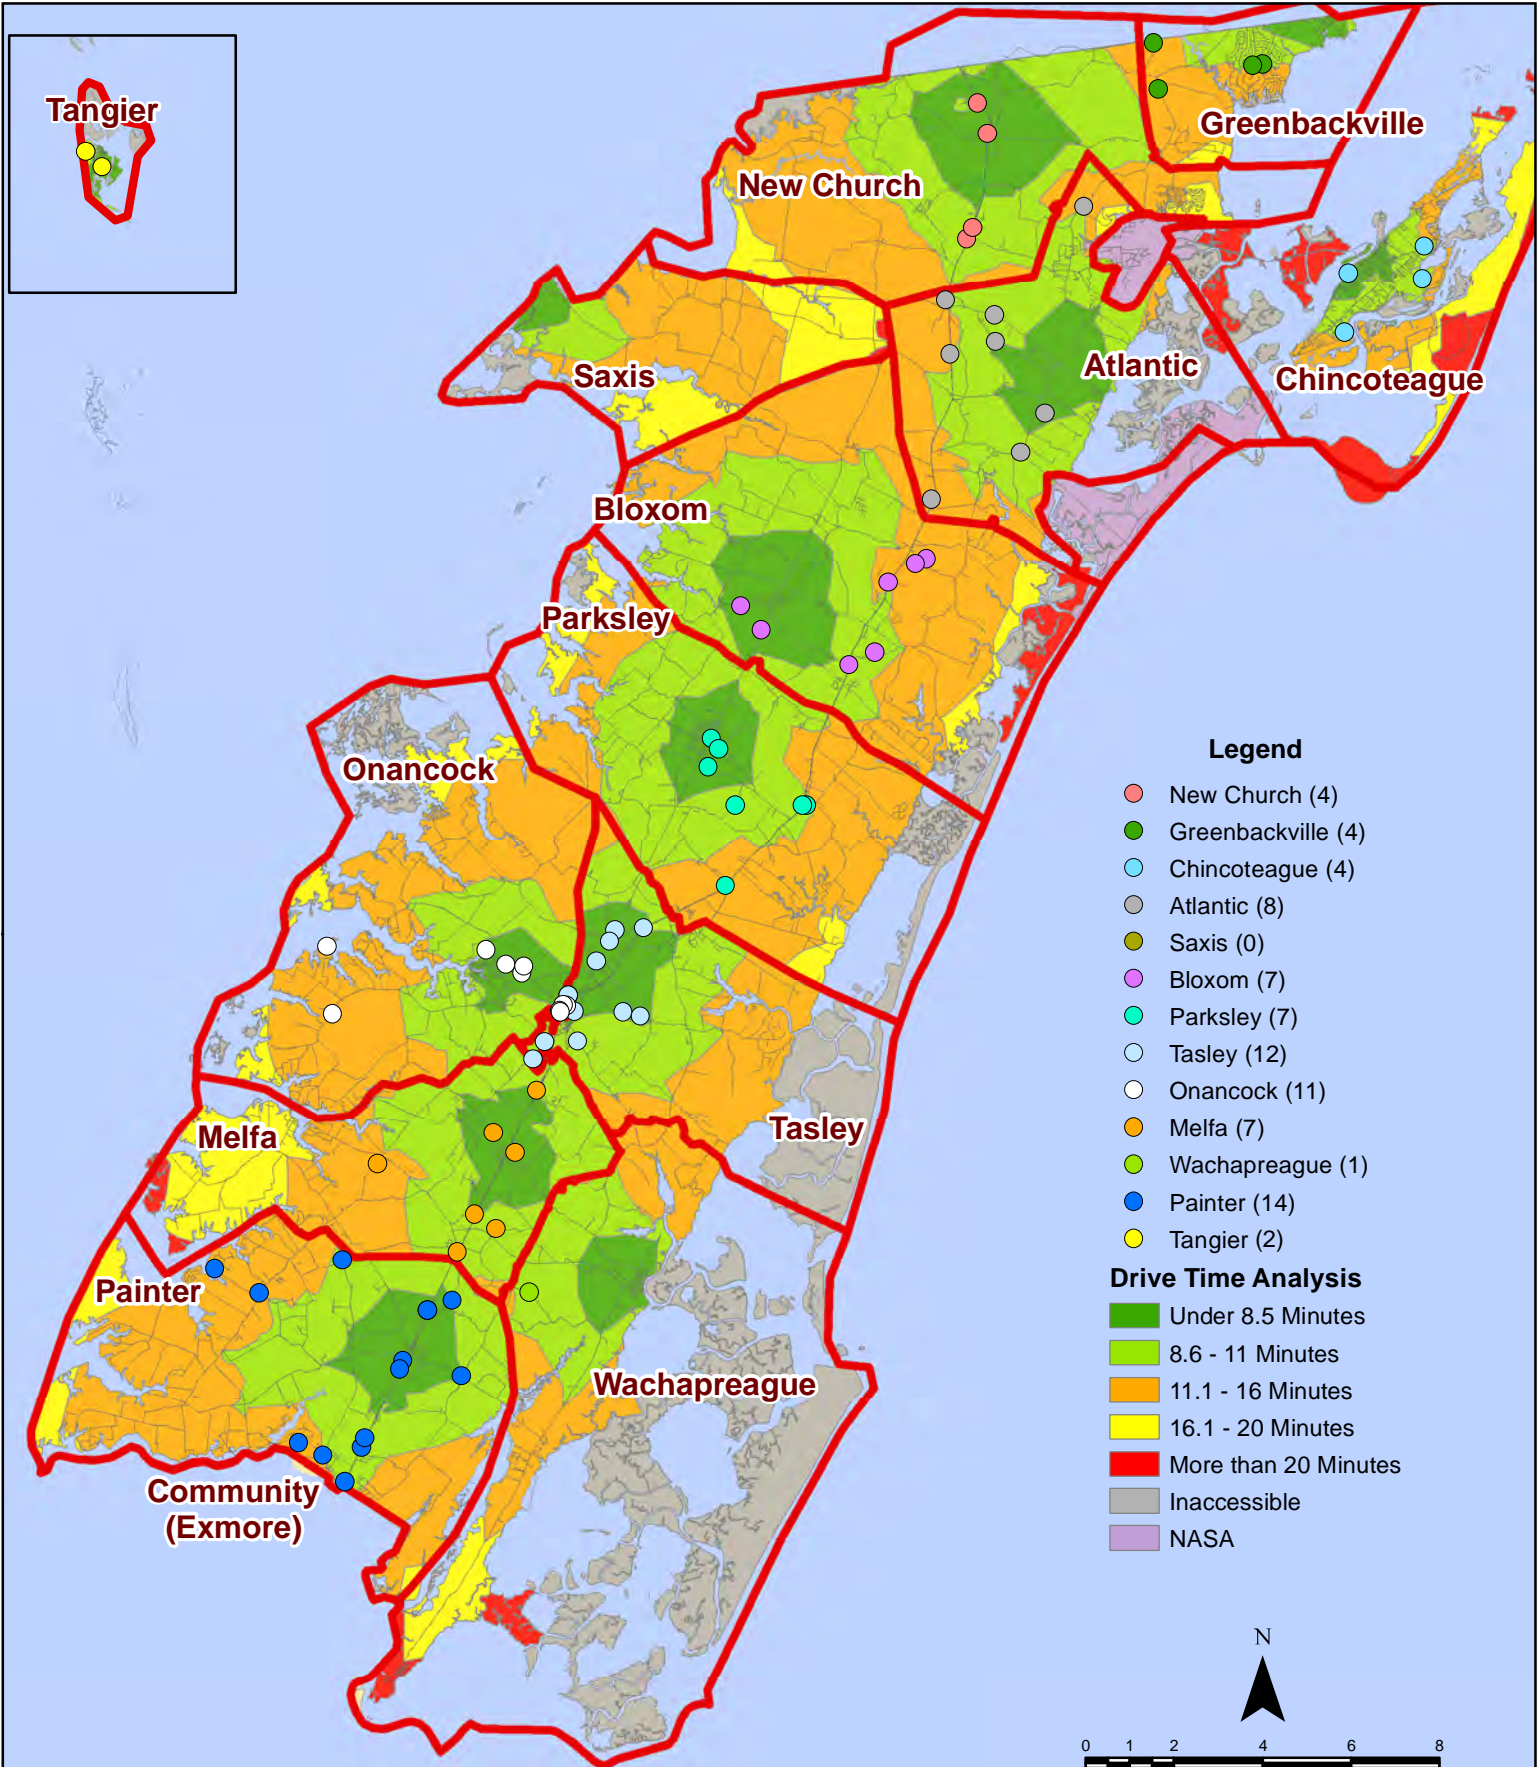 Tangier
Greenbackville
New Church
Atlantic
Saxis
Chincoteague
Bloxom
Parksley
Onancock
Tasley
Melfa
Painter
Wachapreague
Community
(Exmore)
Legend
New Church (4)
Greenbackville (4)
Chincoteague (4)
Atlantic (8)
Saxis (0)
Bloxom (7)
Parksley (7)
Tasley (12)
Onancock (11)
Melfa (7)
Wachapreague (1)
Painter (14)
Tangier (2)
Drive Time Analysis
Under 8.5 Minutes
8.6 - 11 Minutes
11.1 - 16 Minutes
16.1 - 20 Minutes
More than 20 Minutes
Inaccessible
NASA
N
0 1 2 4 6 8